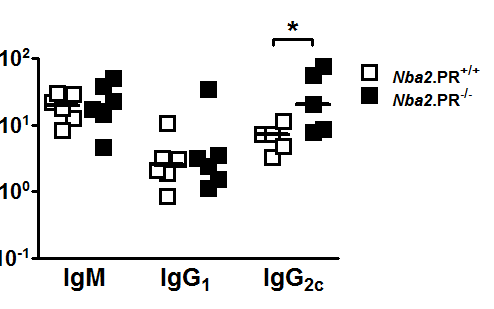 *
10²
Nba2.PR⁺/⁺
Nba2.PR⁻/⁻
10¹
10⁰
10⁻¹
IgM IgG₁ IgG₂c